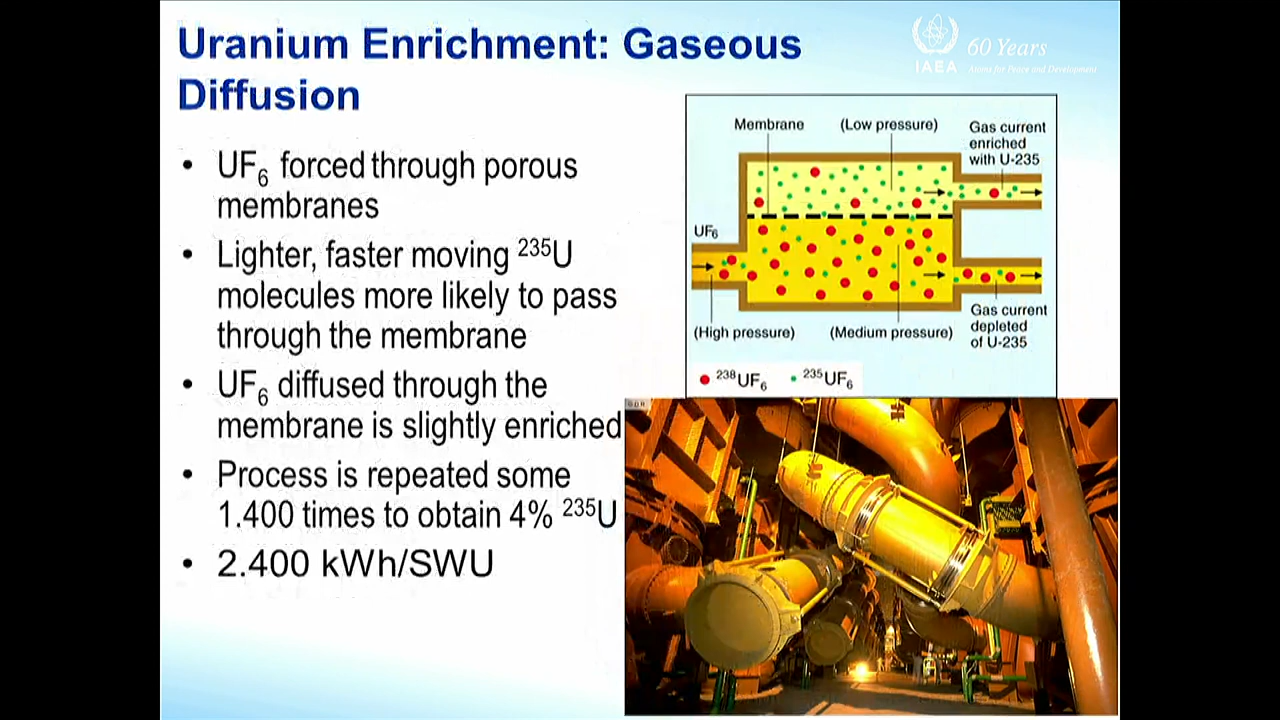 Uranium Enrichment: Gaseous
Diffusion
60 Years
IAEA
Atoms for Peace and Development
• UF₆ forced through porous
membranes
• Lighter, faster moving ²³⁵U
molecules more likely to pass
through the membrane
• UF₆ diffused through the
membrane is slightly enriched
• Process is repeated some
1.400 times to obtain 4% ²³⁵U
• 2.400 kWh/SWU
Membrane
(Low pressure)
Gas current
enriched
with U-235
UF₆
(High pressure)
(Medium pressure)
Gas current
depleted
of U-235
²³⁸UF₆
²³⁵UF₆